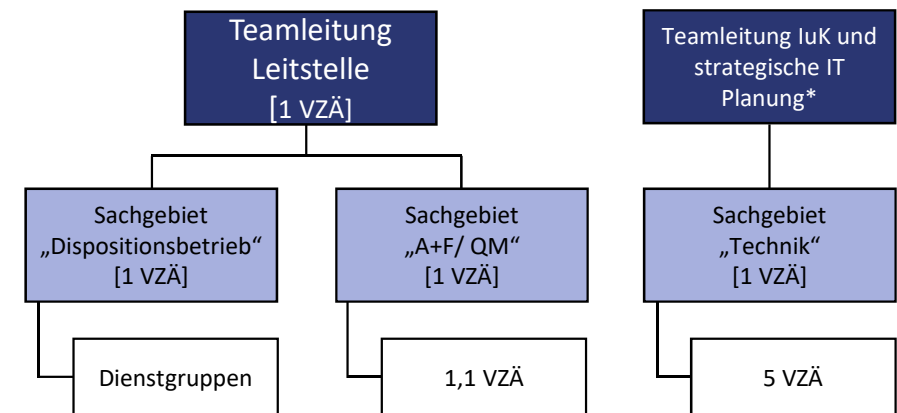 Teamleitung
Leitstelle
[1 VZÄ]
Teamleitung IuK und
strategische IT
Planung*
Sachgebiet
„Dispositionsbetrieb“
[1 VZÄ]
Sachgebiet
„A+F/ QM“
[1 VZÄ]
Sachgebiet
„Technik“
[1 VZÄ]
Dienstgruppen
1,1 VZÄ
5 VZÄ